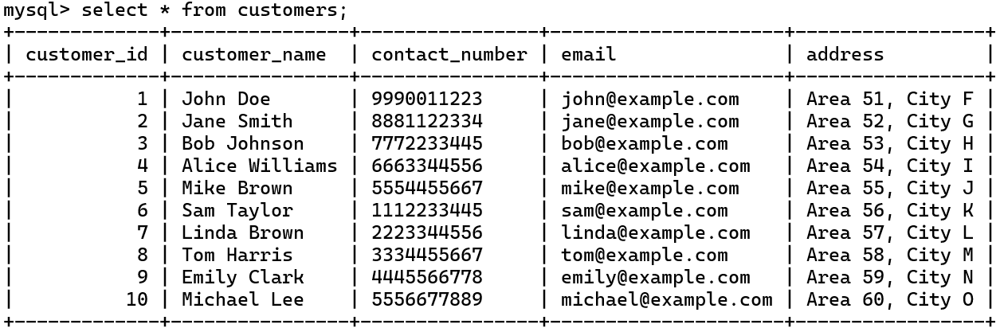 mysql> select * from customers;
+-------------+----------------+----------------+---------------------+-----------------+
| customer_id | customer_name  | contact_number | email               | address         |
+-------------+----------------+----------------+---------------------+-----------------+
|           1 | John Doe       | 9990011223     | john@example.com    | Area 51, City F |
|           2 | Jane Smith     | 8881122334     | jane@example.com    | Area 52, City G |
|           3 | Bob Johnson    | 7772233445     | bob@example.com     | Area 53, City H |
|           4 | Alice Williams | 6663344556     | alice@example.com   | Area 54, City I |
|           5 | Mike Brown     | 5554455667     | mike@example.com    | Area 55, City J |
|           6 | Sam Taylor     | 1112233445     | sam@example.com     | Area 56, City K |
|           7 | Linda Brown    | 2223344556     | linda@example.com   | Area 57, City L |
|           8 | Tom Harris     | 3334455667     | tom@example.com     | Area 58, City M |
|           9 | Emily Clark    | 4445566778     | emily@example.com   | Area 59, City N |
|          10 | Michael Lee    | 5556677889     | michael@example.com | Area 60, City O |
+-------------+----------------+----------------+---------------------+-----------------+